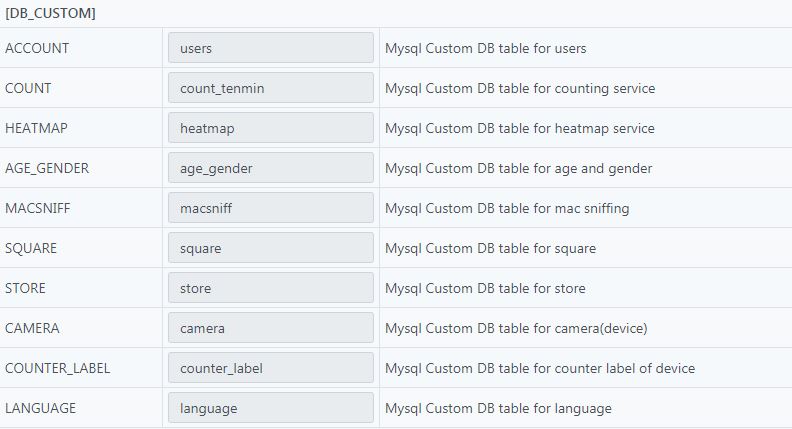 [DB_CUSTOM]
ACCOUNT users Mysql Custom DB table for users
COUNT count_tenmin Mysql Custom DB table for counting service
HEATMAP heatmap Mysql Custom DB table for heatmap service
AGE_GENDER age_gender Mysql Custom DB table for age and gender
MACSNIFF macsniff Mysql Custom DB table for mac sniffing
SQUARE square Mysql Custom DB table for square
STORE store Mysql Custom DB table for store
CAMERA camera Mysql Custom DB table for camera(device)
COUNTER_LABEL counter_label Mysql Custom DB table for counter label of device
LANGUAGE language Mysql Custom DB table for language